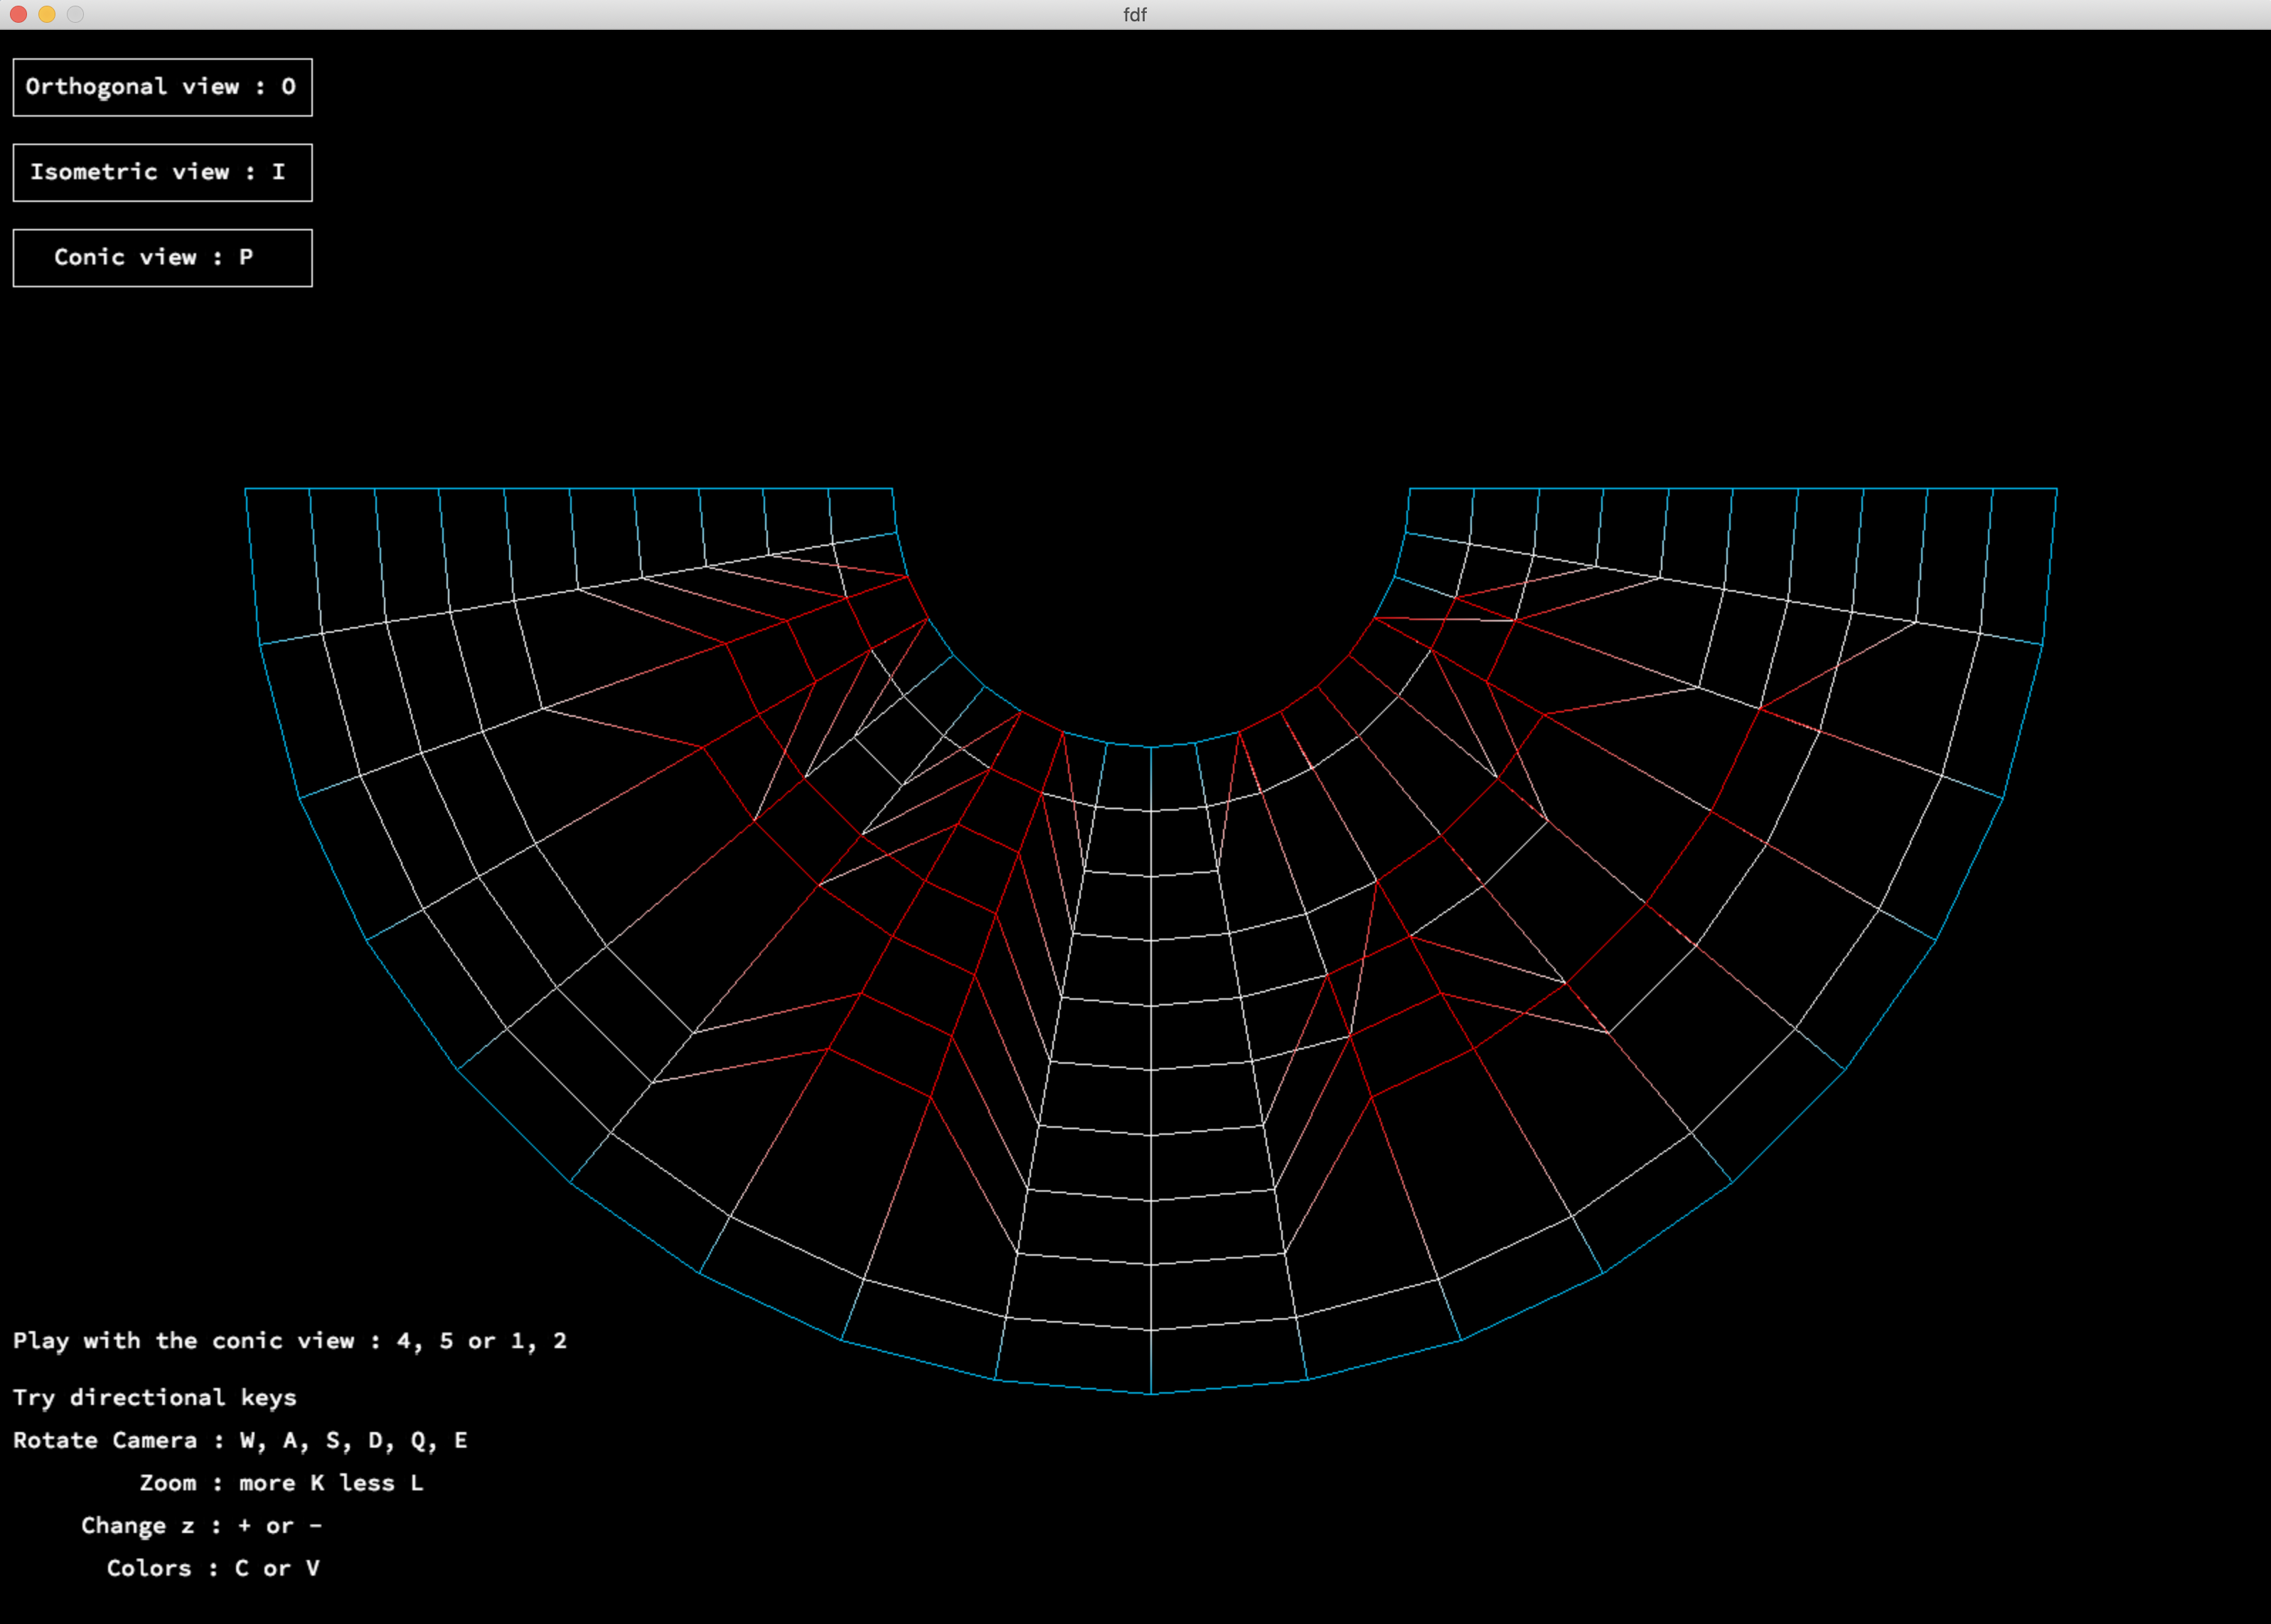 fdf
Orthogonal view : O
Isometric view : I
Conic view : P
Play with the conic view : 4, 5 or 1, 2
Try directional keys
Rotate Camera : W, A, S, D, Q, E
Zoom : more K less L
Change z : + or -
Colors : C or V